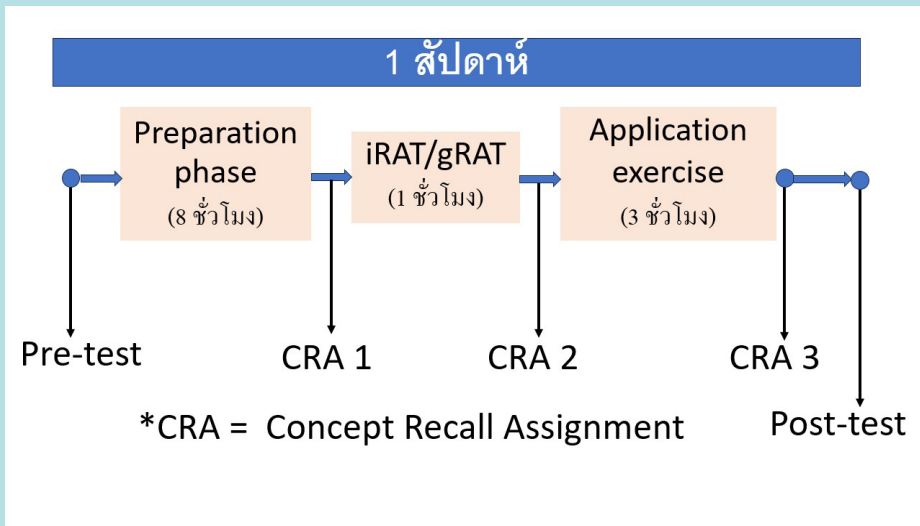 1 สัปดาห์
Preparation
phase
(8 ชั่วโมง)
iRAT/gRAT
(1 ชั่วโมง)
Application
exercise
(3 ชั่วโมง)
Pre-test
CRA 1
CRA 2
CRA 3
Post-test
*CRA = Concept Recall Assignment